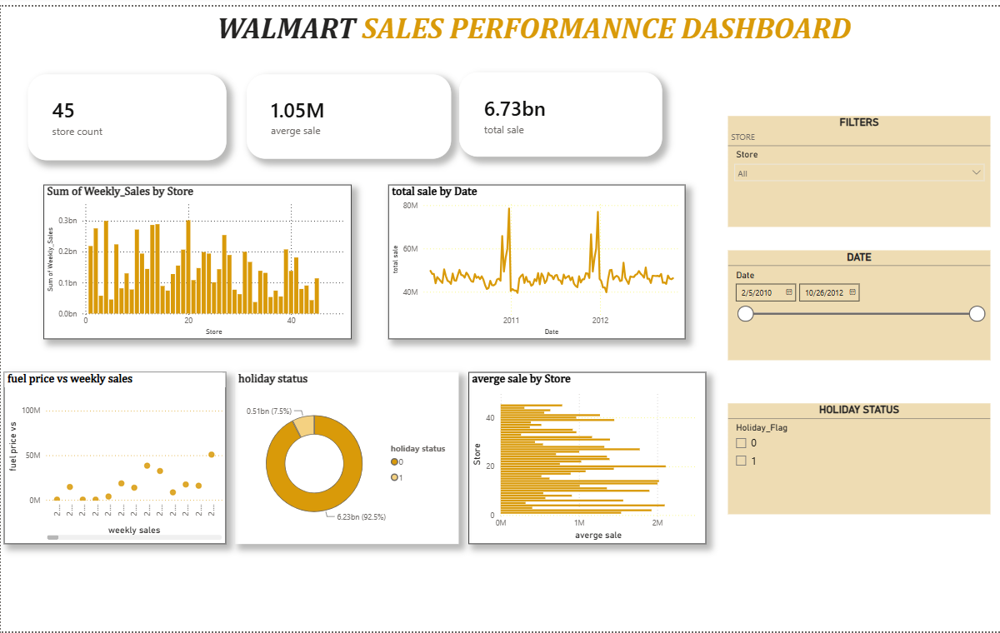 WALMART SALES PERFORMANNCE DASHBOARD
45
store count
1.05M
averge sale
6.73bn
total sale
FILTERS
STORE
Store
All
Sum of Weekly_Sales by Store
Sum of Weekly_Sales
0.3bn
0.2bn
0.1bn
0.0bn
0
20
40
Store
total sale by Date
total sale
80M
60M
40M
2011
2012
Date
DATE
Date
2/5/2010
10/26/2012
fuel price vs weekly sales
fuel price vs
100M
50M
0M
2.
2.
2.
2.
2.
2.
2.
2.
2.
2.
2.
weekly sales
holiday status
0.51bn (7.5%)
6.23bn (92.5%)
holiday status
0
1
averge sale by Store
Store
40
20
0
0M
1M
2M
averge sale
HOLIDAY STATUS
Holiday_Flag
0
1